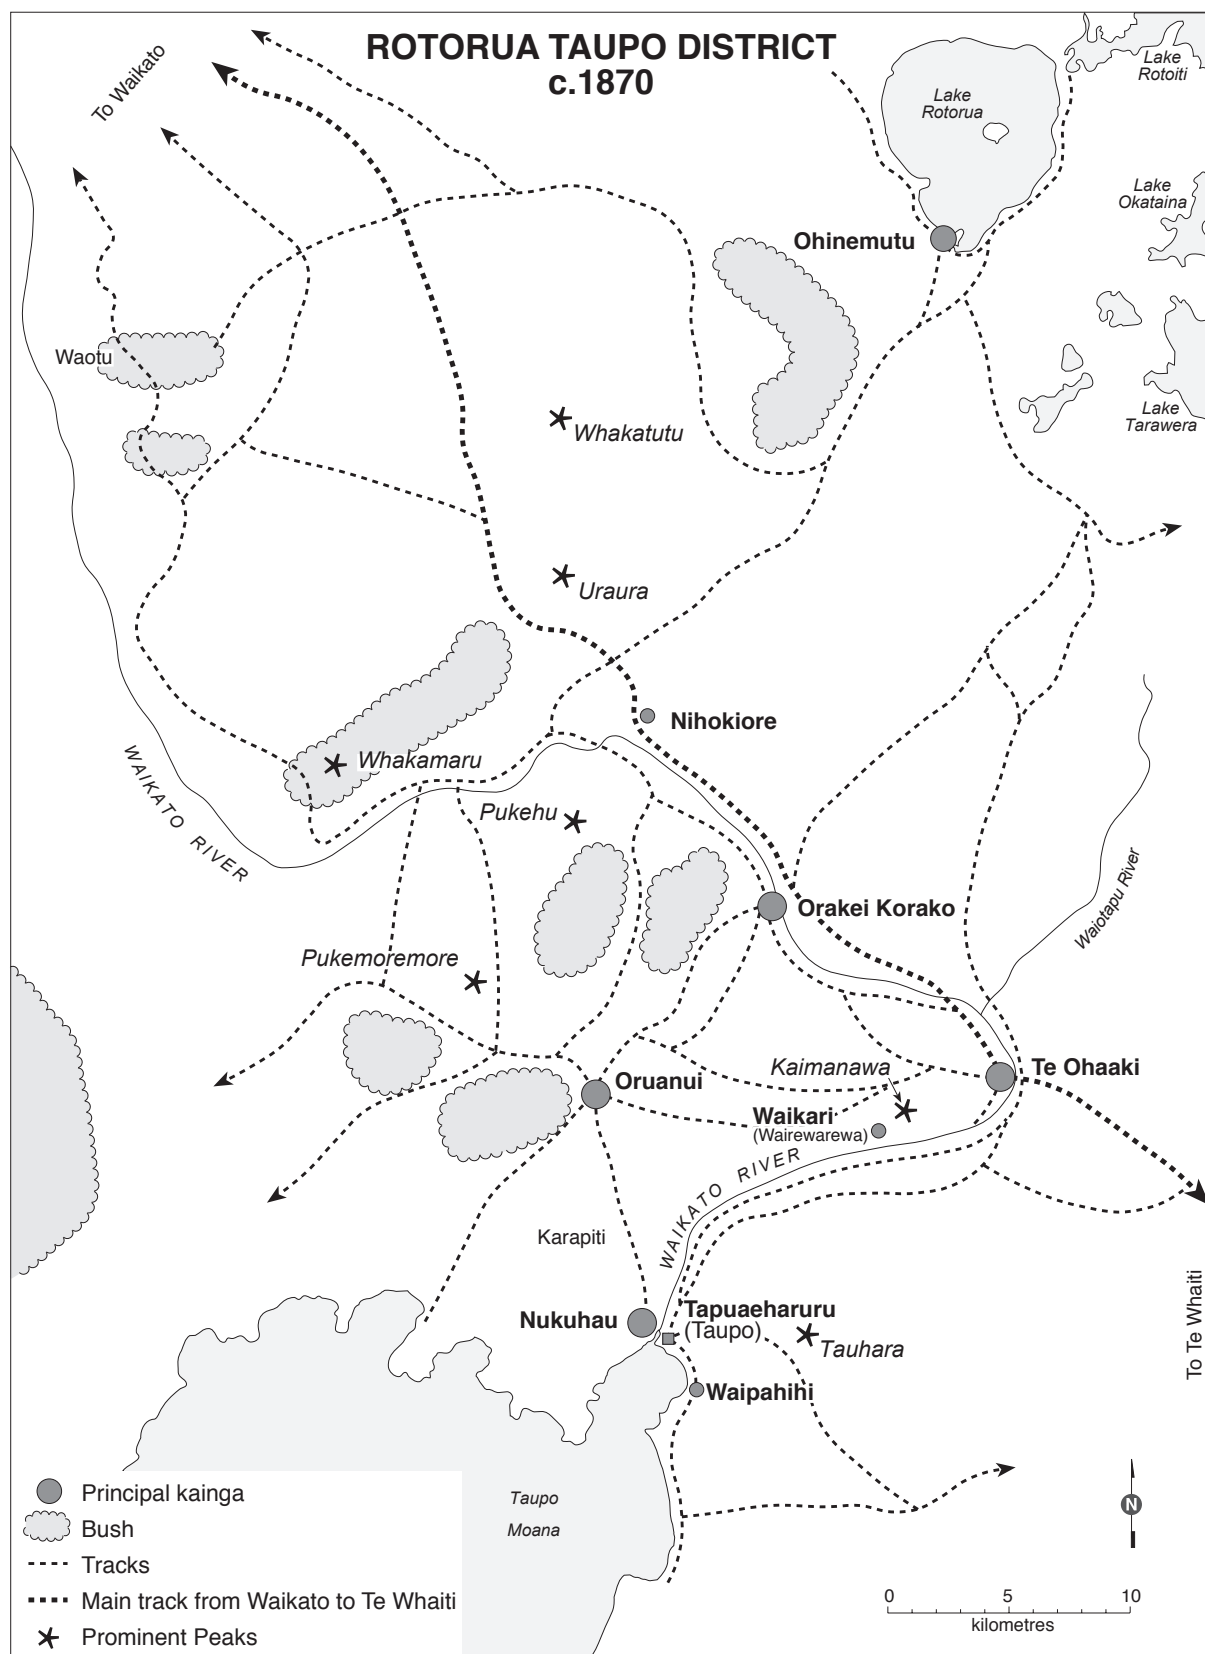 ROTORUA TAUPO DISTRICT
c.1870
To Waikato
Lake
Rotoiti
Lake
Rotorua
Lake
Okataina
Ohinemutu
Waotu
Lake
Tarawera
Whakatutu
Uraura
Nihokiore
Whakamaru
WAIKATO RIVER
Pukehu
Orakei Korako
Waiotapu River
Pukemoremore
Kaimanawa
Te Ohaaki
Oruanui
Waikari
(Wairewarewa)
WAIKATO RIVER
Karapiti
Nukuhau
Tapuaeharuru
(Taupo)
Tauhara
To Te Whaiti
Waipahihi
Principal kainga
Bush
Tracks
Main track from Waikato to Te Whaiti
Prominent Peaks
Taupo
Moana
N
0 5 10
kilometres